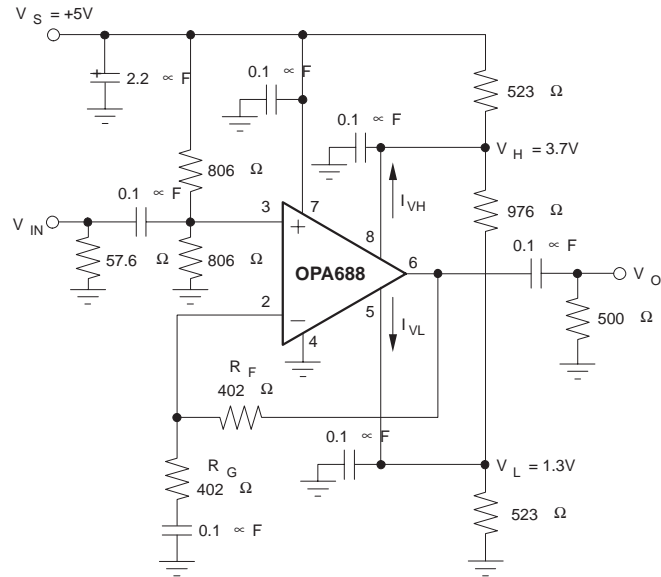 V S = +5V
2.2 ∝ F
0.1 ∝ F
523 Ω
0.1 ∝ F
V H = 3.7V
806 Ω
I VH
0.1 ∝ F
976 Ω
V IN
3
7
8
0.1 ∝ F
+
57.6 Ω
806 Ω
OPA688
6
V O
2
−
5
4
I VL
500 Ω
R F
402 Ω
0.1 ∝ F
V L = 1.3V
R G
402 Ω
523 Ω
0.1 ∝ F